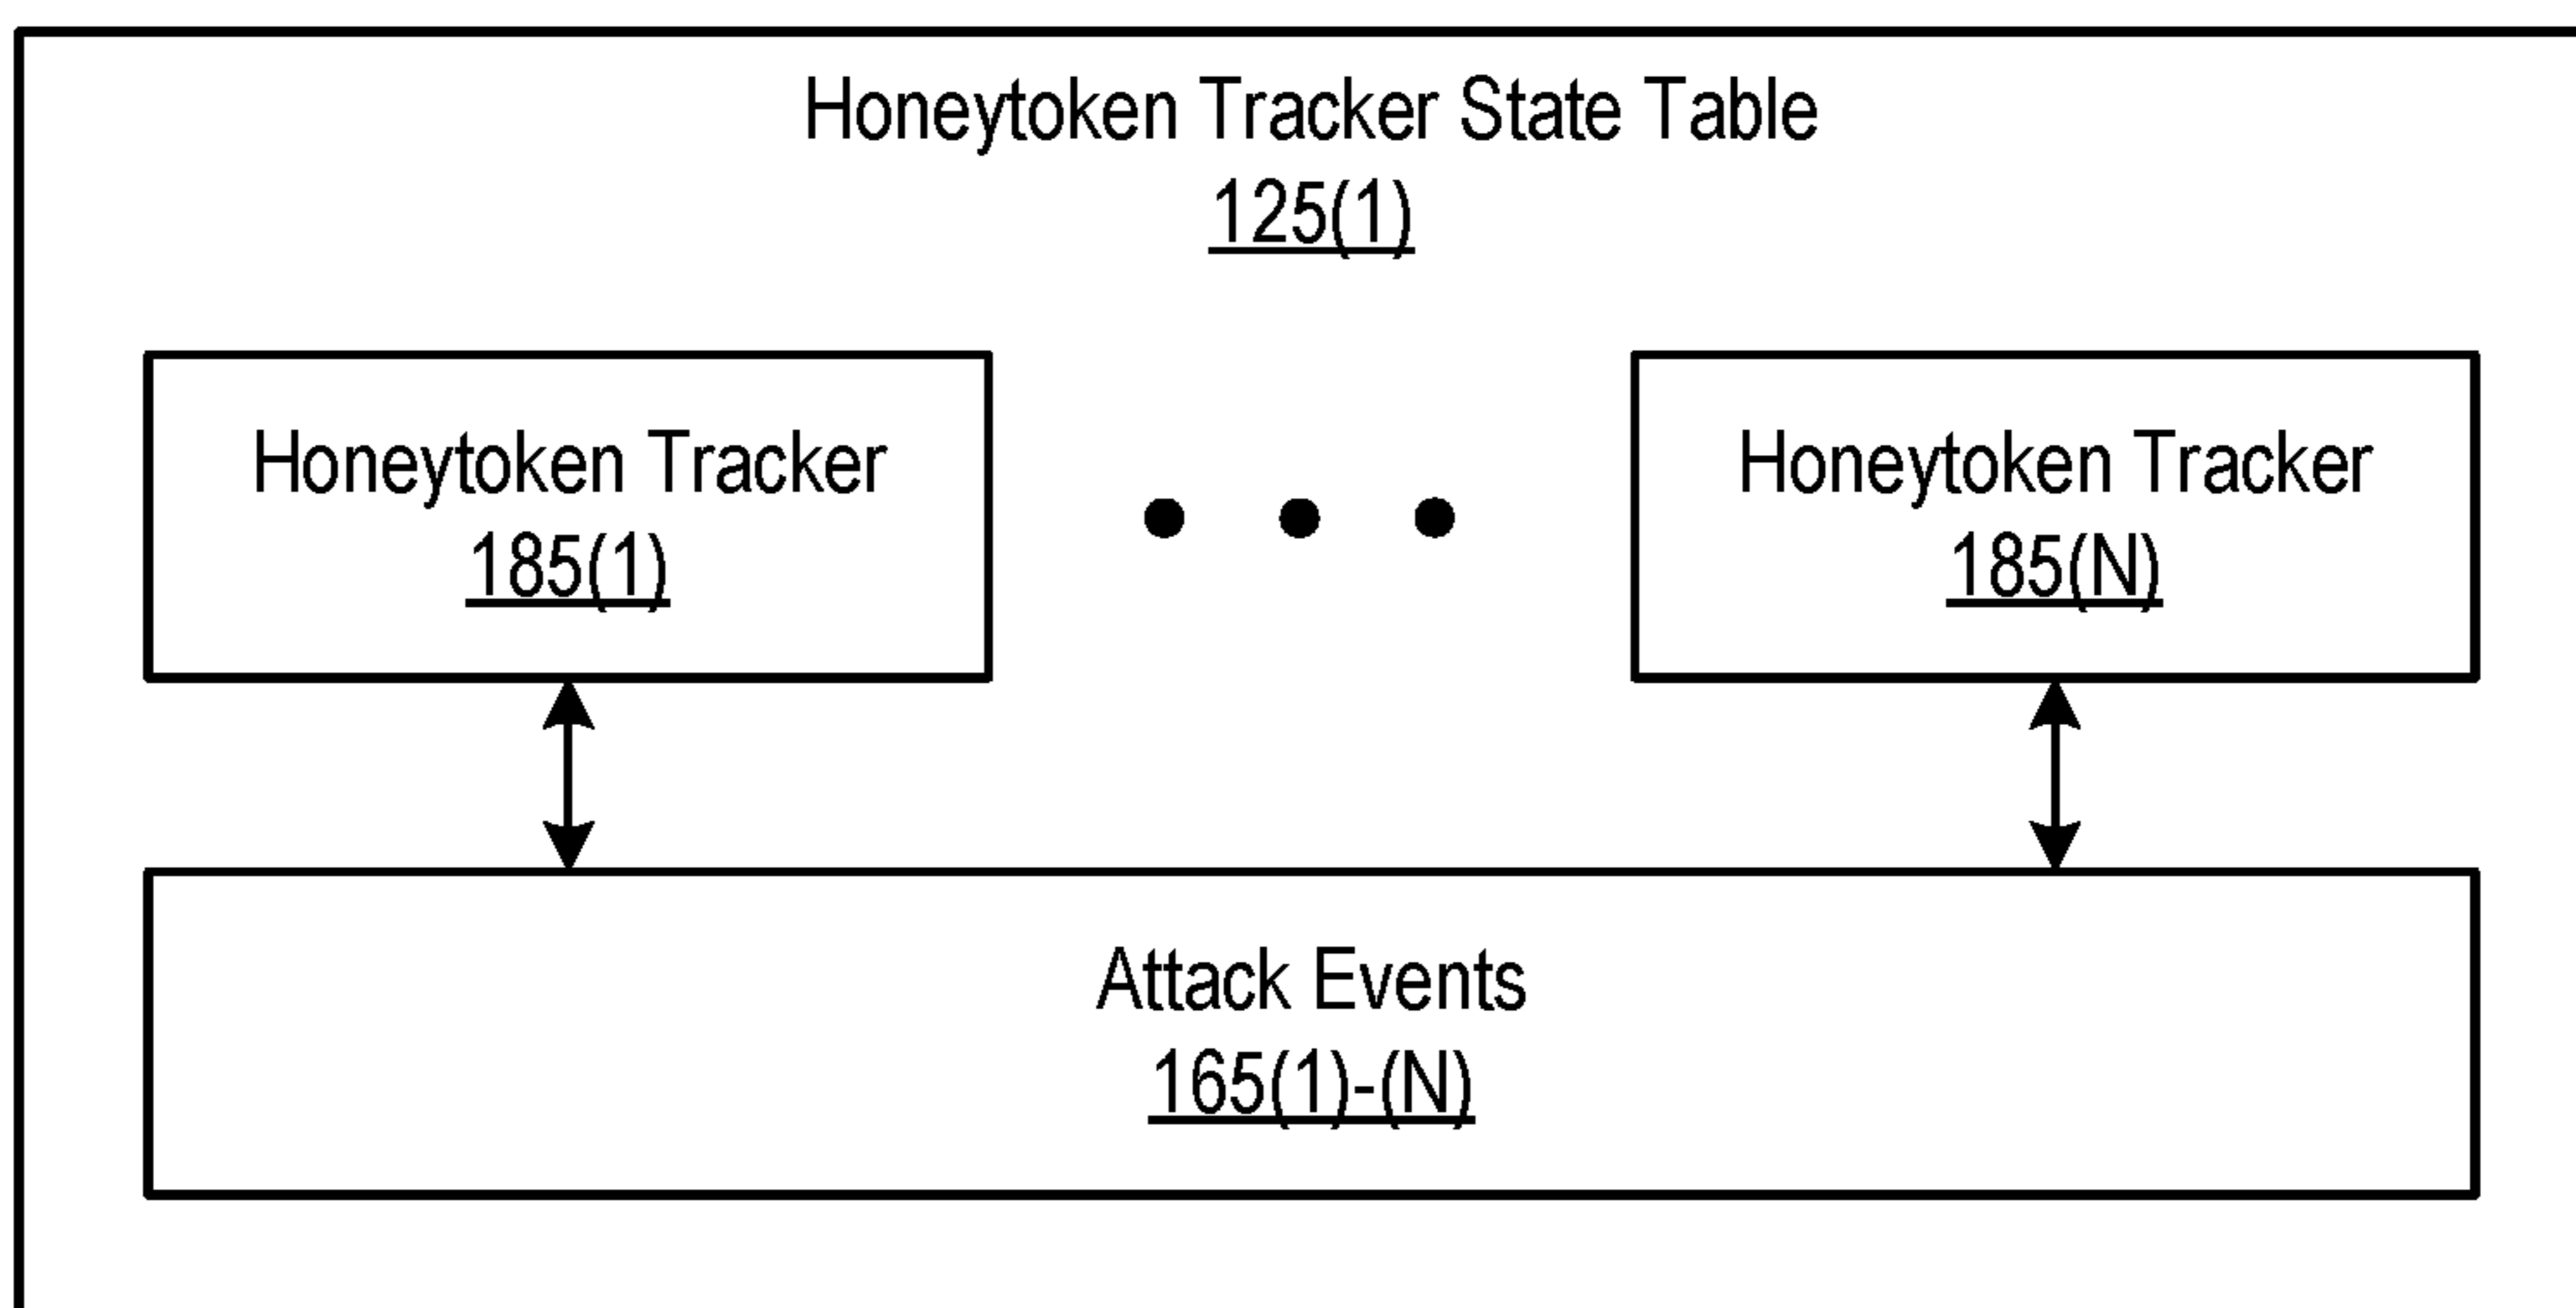 Honeytoken Tracker State Table
125(1)
Honeytoken Tracker
185(1)
Honeytoken Tracker
185(N)
Attack Events
165(1)-(N)